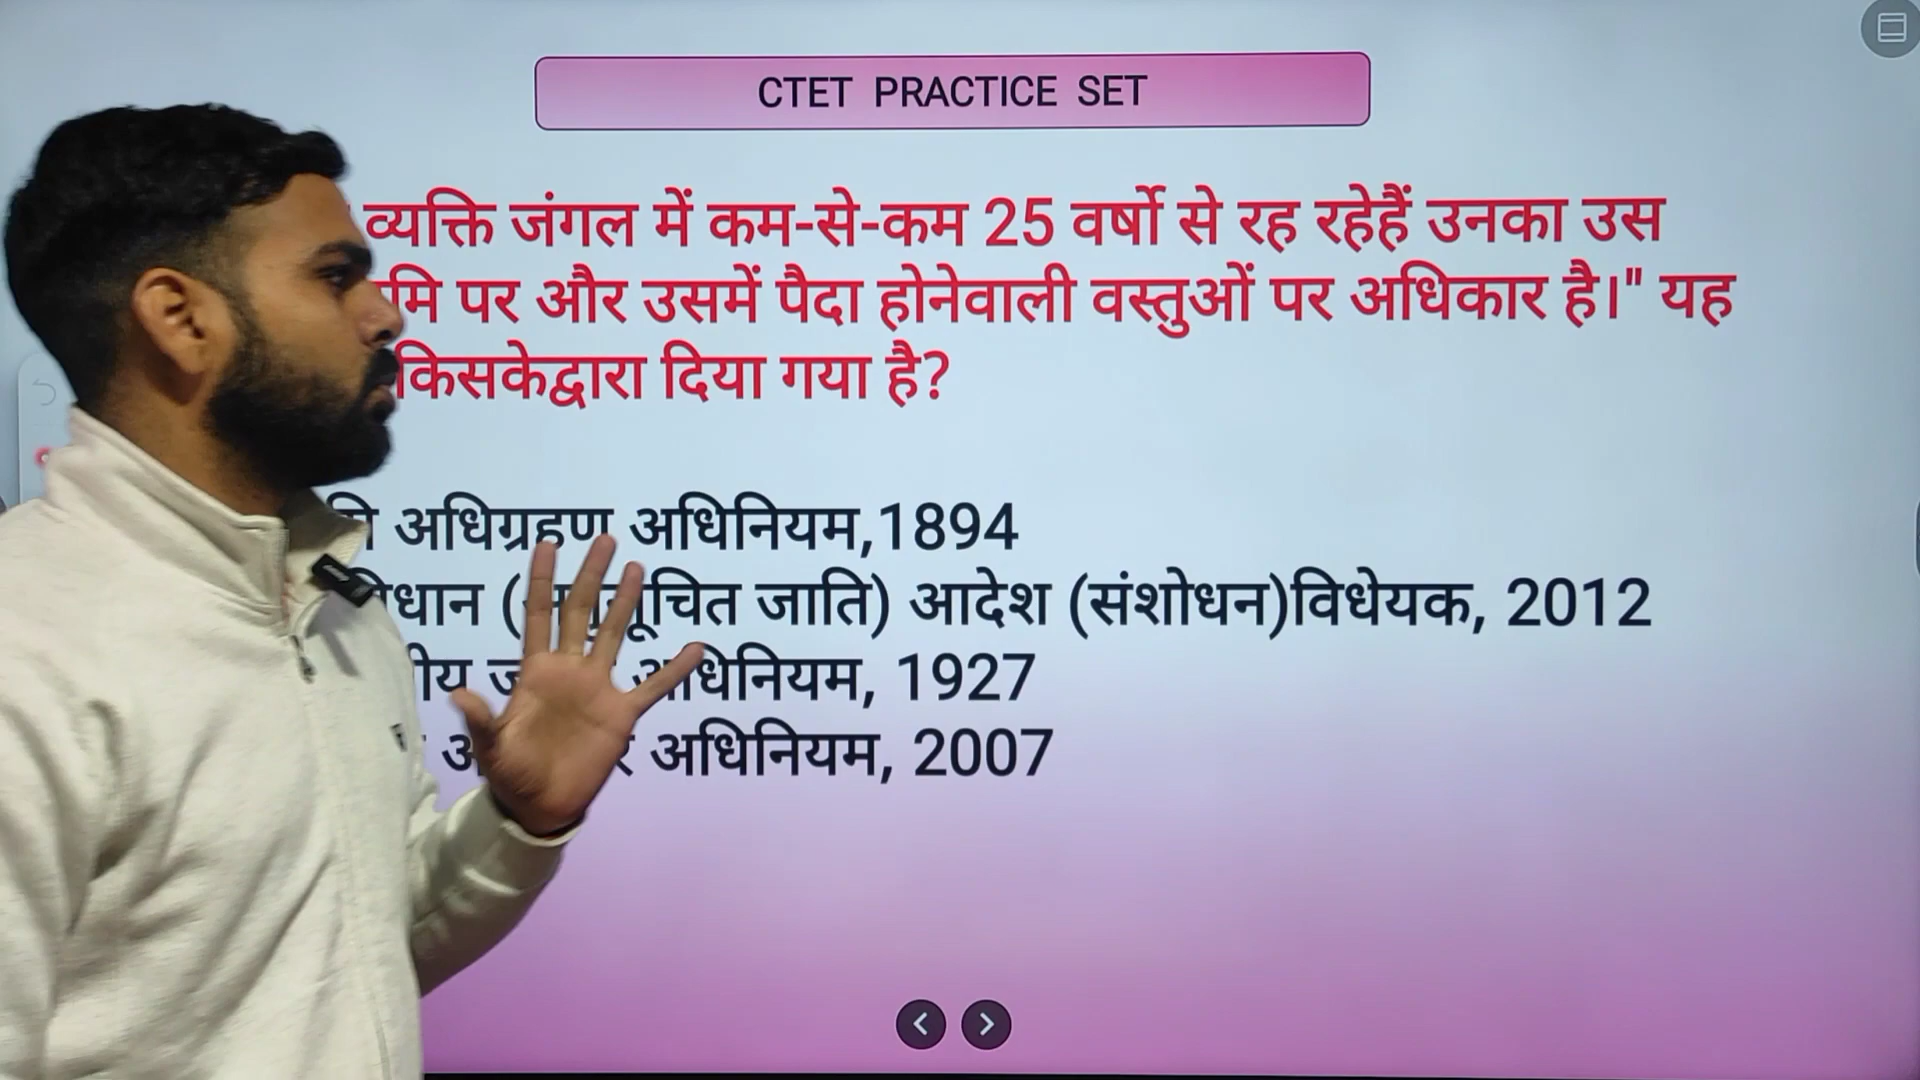 CTET PRACTICE SET
व्यक्ति जंगल में कम-से-कम 25 वर्षो से रह रहेहैं उनका उस
पर और उसमें पैदा होनेवाली वस्तुओं पर अधिकार है।" यह
किसकेद्वारा दिया गया है?
अधिग्रहण अधिनियम,1894
जाति) आदेश (संशोधन)विधेयक, 2012
अधिनियम, 1927
अधिनियम, 2007